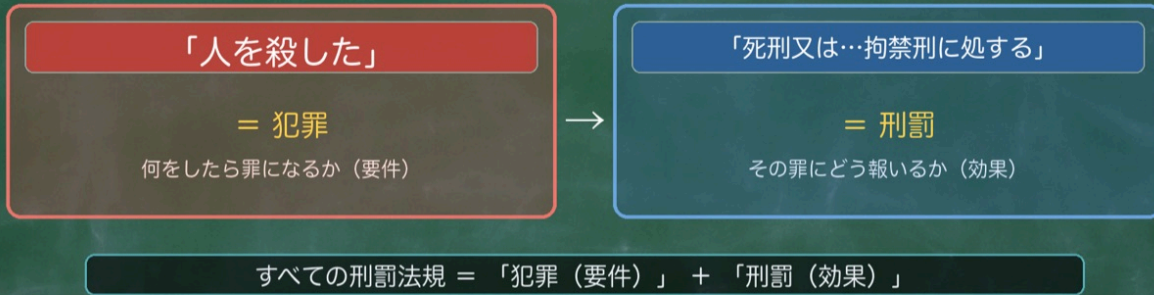 「人を殺した」
= 犯罪
何をしたら罪になるか（要件）
→
「死刑又は…拘禁刑に処する」
= 刑罰
その罪にどう報いるか（効果）
すべての刑罰法規 = 「犯罪（要件）」 + 「刑罰（効果）」